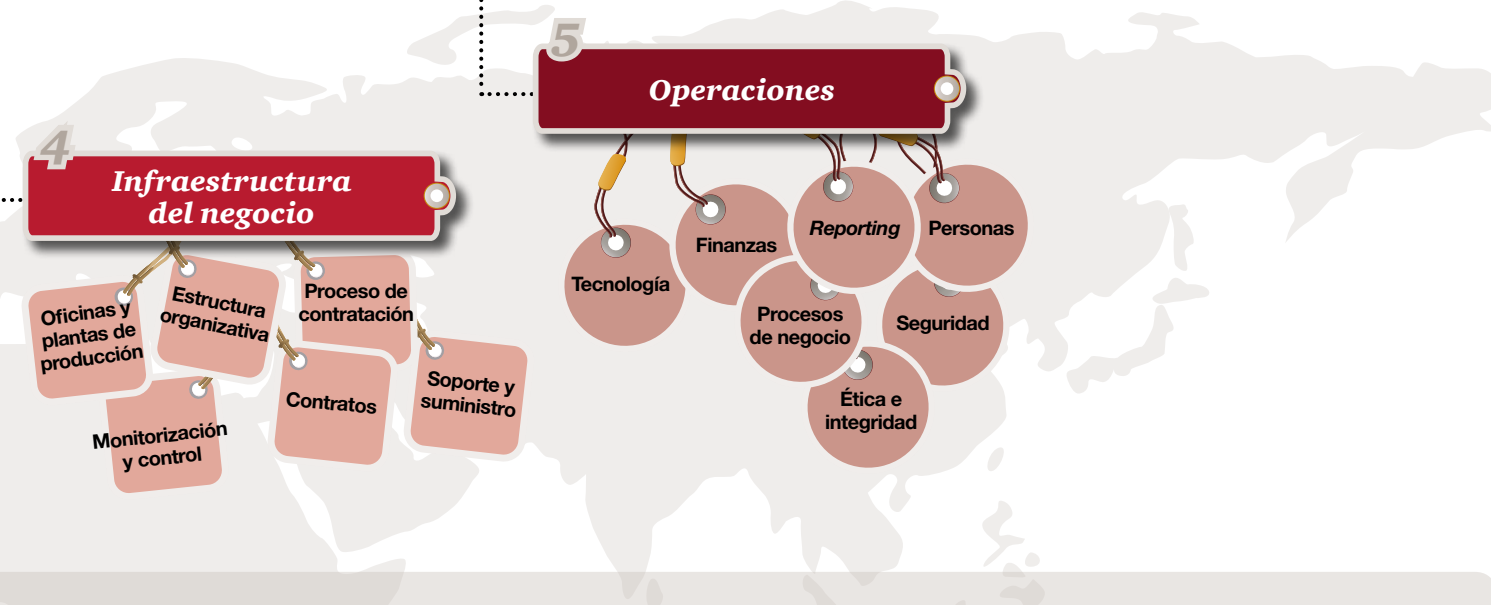 4
Infraestructura
del negocio
Oficinas y
plantas de
producción
Estructura
organizativa
Proceso de
contratación
Monitorización
y control
Contratos
Soporte y
suministro
5
Operaciones
Tecnología
Finanzas
Reporting
Personas
Procesos
de negocio
Seguridad
Ética e
integridad